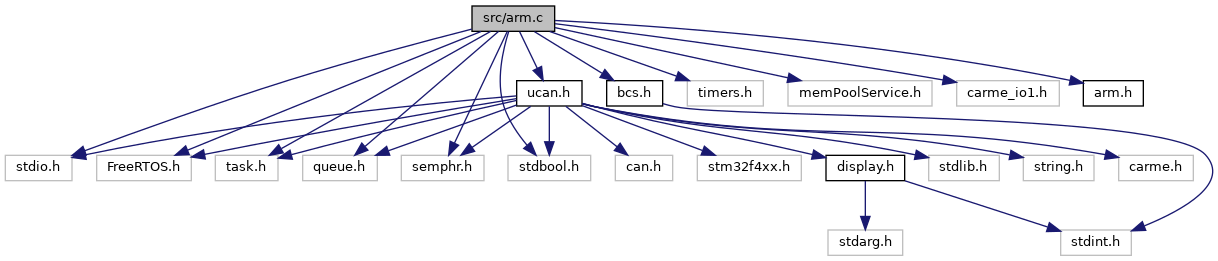 src/arm.c
ucan.h
bcs.h
timers.h
memPoolService.h
carme_io1.h
arm.h
stdio.h
FreeRTOS.h
task.h
queue.h
semphr.h
stdbool.h
can.h
stm32f4xx.h
display.h
stdlib.h
string.h
carme.h
stdarg.h
stdint.h